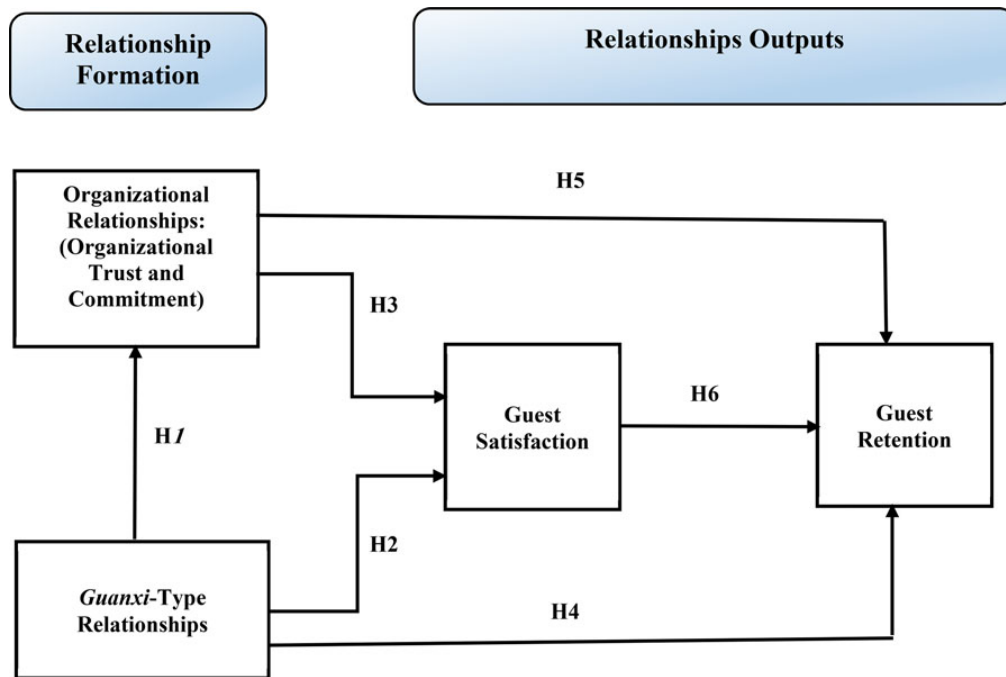 Relationship
Formation
Relationships Outputs
Organizational
Relationships:
(Organizational
Trust and
Commitment)
H5
H3
H1
Guest
Satisfaction
H6
Guest
Retention
H2
Guanxi-Type
Relationships
H4